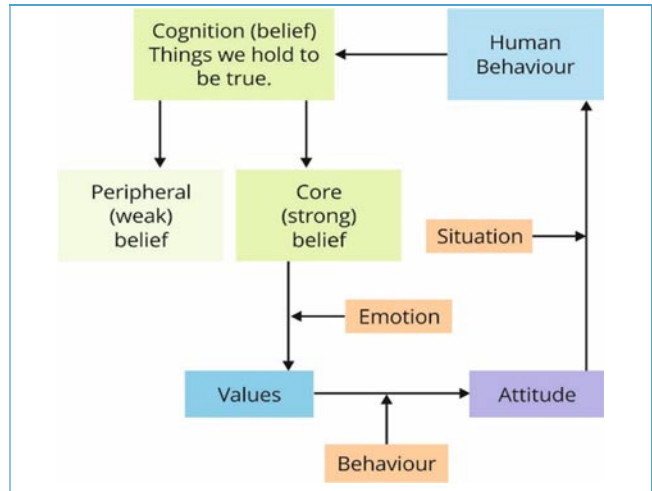 Cognition (belief)
Things we hold to
be true.
Human
Behaviour
Peripheral
(weak)
belief
Core
(strong)
belief
Situation
Emotion
Values
Attitude
Behaviour